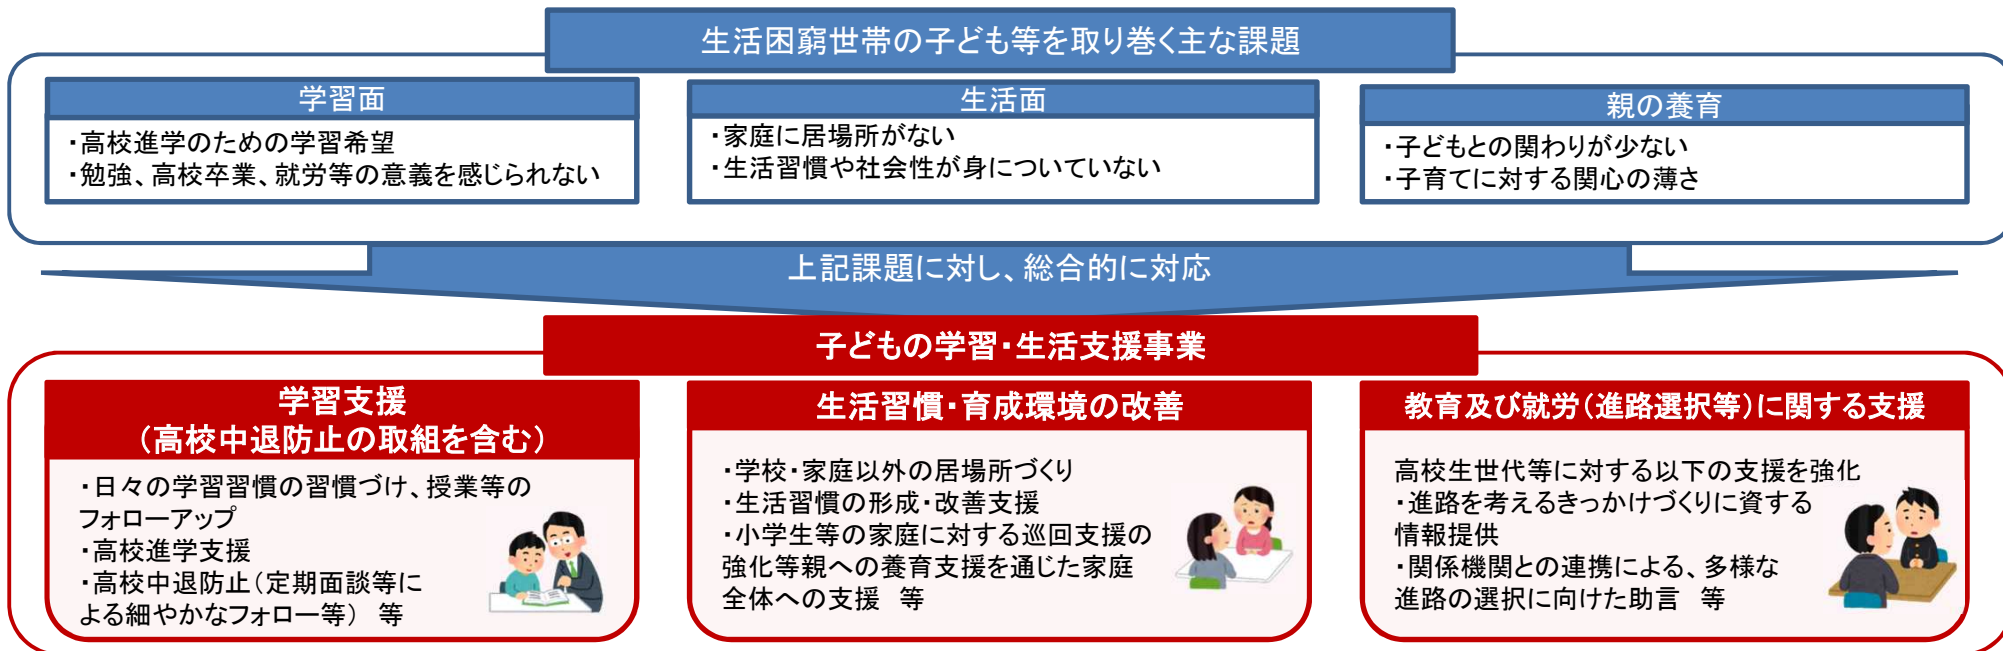 生活困窮世帯の子ども等を取り巻く主な課題
学習面
・高校進学のための学習希望
・勉強、高校卒業、就労等の意義を感じられない
生活面
・家庭に居場所がない
・生活習慣や社会性が身についていない
親の養育
・子どもとの関わりが少ない
・子育てに対する関心の薄さ
上記課題に対し、総合的に対応
子どもの学習・生活支援事業
学習支援
（高校中退防止の取組を含む）
・日々の学習習慣の習慣づけ、授業等の
フォローアップ
・高校進学支援
・高校中退防止（定期面談等に
よる細やかなフォロー等）　等
生活習慣・育成環境の改善
・学校・家庭以外の居場所づくり
・生活習慣の形成・改善支援
・小学生等の家庭に対する巡回支援の
強化等親への養育支援を通じた家庭
全体への支援　等
教育及び就労（進路選択等）に関する支援
高校生世代等に対する以下の支援を強化
・進路を考えるきっかけづくりに資する
情報提供
・関係機関との連携による、多様な
進路の選択に向けた助言　等